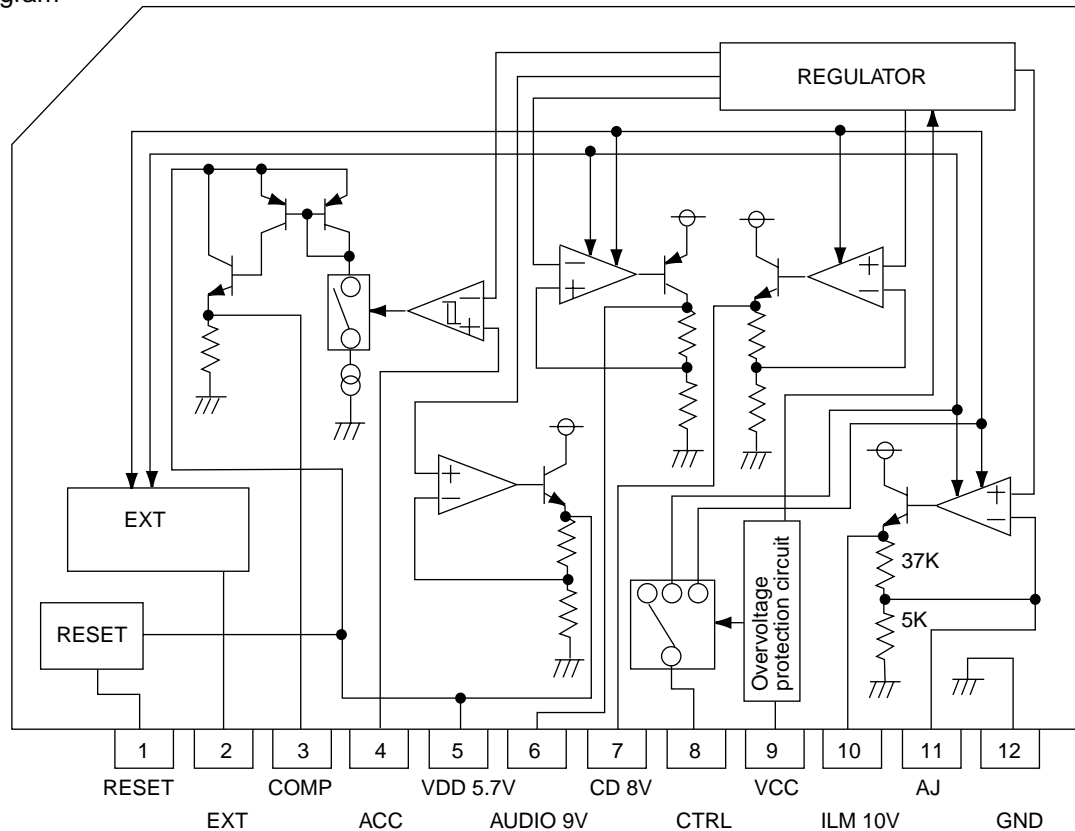 gram
REGULATOR
EXT
RESET
37K
5K
Overvoltage
protection circuit
1 2 3 4 5 6 7 8 9 10 11 12
RESET COMP VDD 5.7V CD 8V VCC AJ
EXT ACC AUDIO 9V CTRL ILM 10V GND